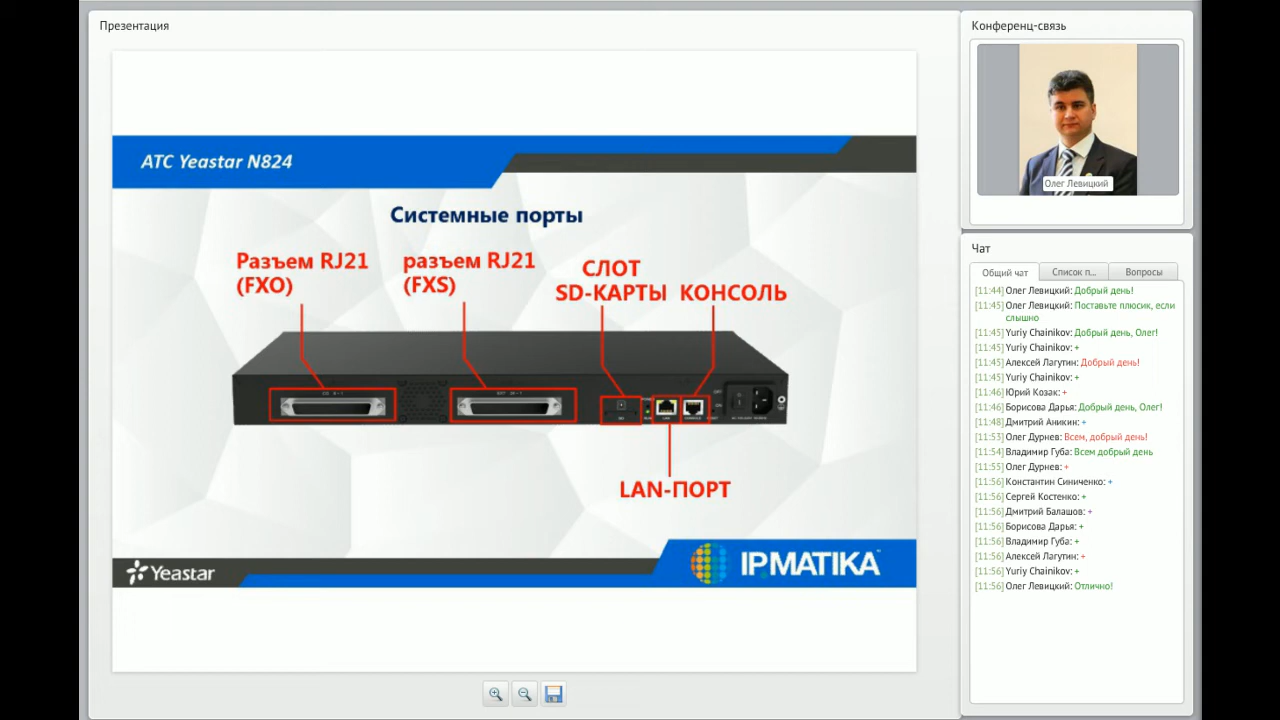 Презентация
АТС Yeastar N824
Системные порты
Разъем RJ21
(FXO)
разъем RJ21
(FXS)
СЛОТ
SD-КАРТЫ
КОНСОЛЬ
LAN-ПОРТ
Yeastar
IPMATIKA
Конференц-связь
Олег Левицкий
Чат
Общий чат
Список п...
Вопросы
[11:44] Олег Левицкий: Добрый день!
[11:45] Олег Левицкий: Поставьте плюсик, если
слышно
[11:45] Yuriy Chainikov: Добрый день, Олег!
[11:45] Yuriy Chainikov: +
[11:45] Алексей Лагутин: Добрый день!
[11:45] Yuriy Chainikov: +
[11:46] Юрий Козак: +
[11:46] Борисова Дарья: Добрый день, Олег!
[11:48] Дмитрий Аникин: +
[11:53] Олег Дурнев: Всем, добрый день!
[11:54] Владимир Губа: Всем добрый день
[11:55] Олег Дурнев: +
[11:56] Константин Синиченко: +
[11:56] Сергей Костенко: +
[11:56] Дмитрий Балашов: +
[11:56] Борисова Дарья: +
[11:56] Владимир Губа: +
[11:56] Алексей Лагутин: +
[11:56] Yuriy Chainikov: +
[11:56] Олег Левицкий: Отлично!